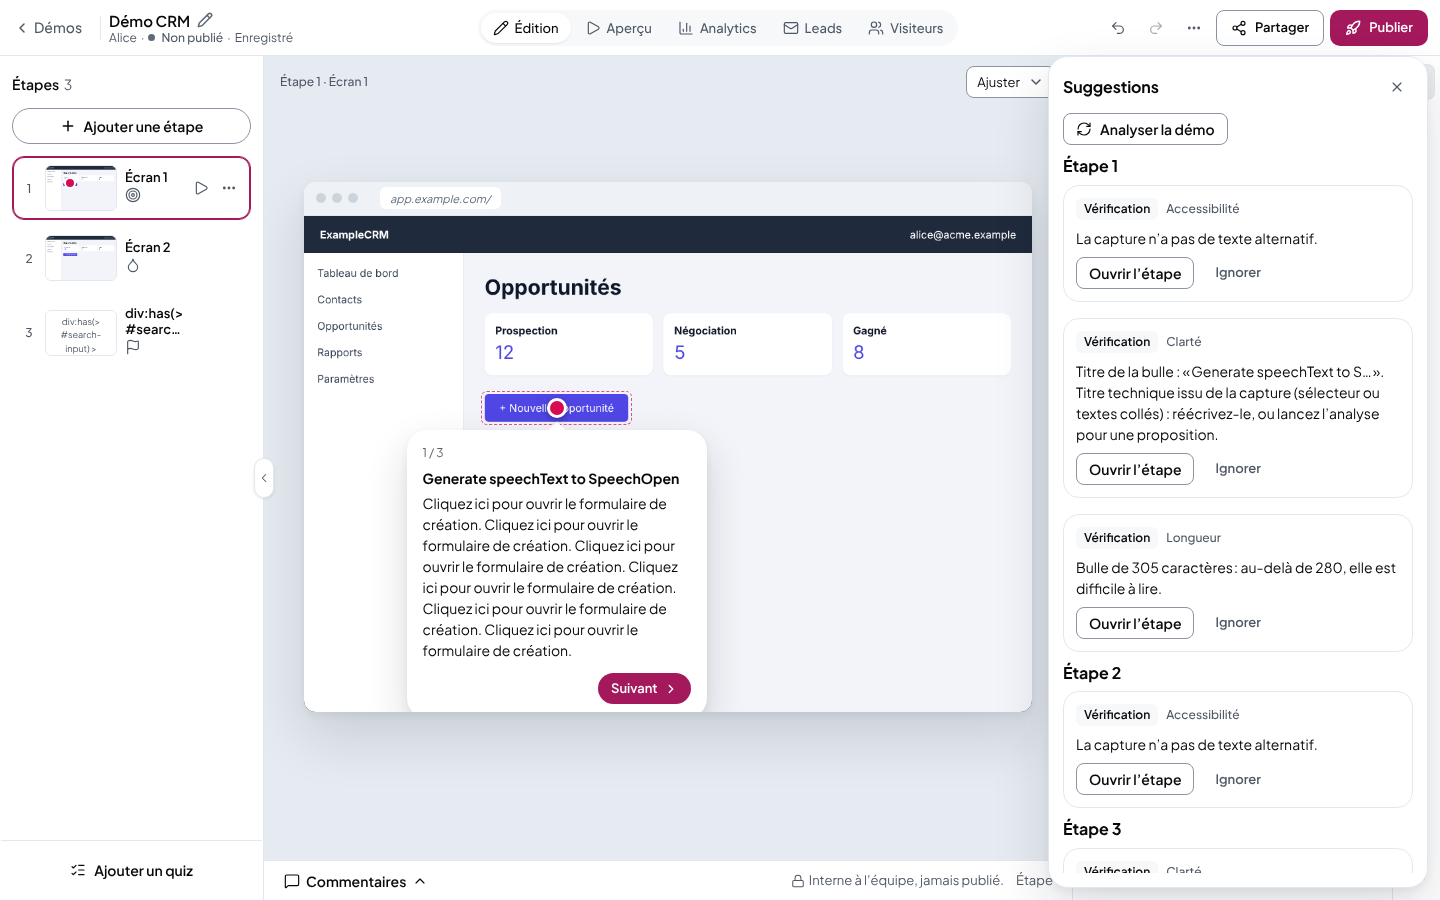 Démos
Démo CRM
Alice · Non publié · Enregistré
Édition
Aperçu
Analytics
Leads
Visiteurs
Partager
Publier
Étapes 3
Ajouter une étape
1
Écran 1
2
Écran 2
3
div:has(>
#search-
input) >
div:has(>
#searc…
Ajouter un quiz
Étape 1 · Écran 1
Ajuster
app.example.com/
ExampleCRM
alice@acme.example
Tableau de bord
Contacts
Opportunités
Rapports
Paramètres
Opportunités
Prospection
12
Négociation
5
Gagné
8
1 / 3
Generate speechText to SpeechOpen
Cliquez ici pour ouvrir le formulaire de
création. Cliquez ici pour ouvrir le
formulaire de création. Cliquez ici pour
ouvrir le formulaire de création. Cliquez
ici pour ouvrir le formulaire de création.
Cliquez ici pour ouvrir le formulaire de
création. Cliquez ici pour ouvrir le
formulaire de création.
Suivant
Commentaires
Interne à l’équipe, jamais publié.
Étape
Suggestions
Analyser la démo
Étape 1
Vérification Accessibilité
La capture n’a pas de texte alternatif.
Ouvrir l’étape Ignorer
Vérification Clarté
Titre de la bulle : « Generate speechText to S… ».
Titre technique issu de la capture (sélecteur ou
textes collés) : réécrivez-le, ou lancez l’analyse
pour une proposition.
Ouvrir l’étape Ignorer
Vérification Longueur
Bulle de 305 caractères : au-delà de 280, elle est
difficile à lire.
Ouvrir l’étape Ignorer
Étape 2
Vérification Accessibilité
La capture n’a pas de texte alternatif.
Ouvrir l’étape Ignorer
Étape 3
Vérification Clarté